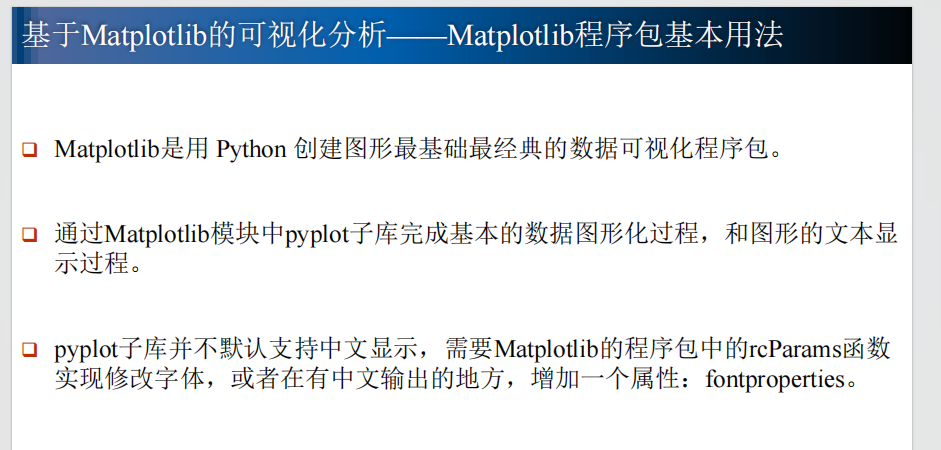 基于Matplotlib的可视化分析——Matplotlib程序包基本用法
Matplotlib是用 Python 创建图形最基础最经典的数据可视化程序包。
通过Matplotlib模块中pyplot子库完成基本的数据图形化过程，和图形的文本显
示过程。
pyplot子库并不默认支持中文显示，需要Matplotlib的程序包中的rcParams函数
实现修改字体，或者在有中文输出的地方，增加一个属性：fontproperties。